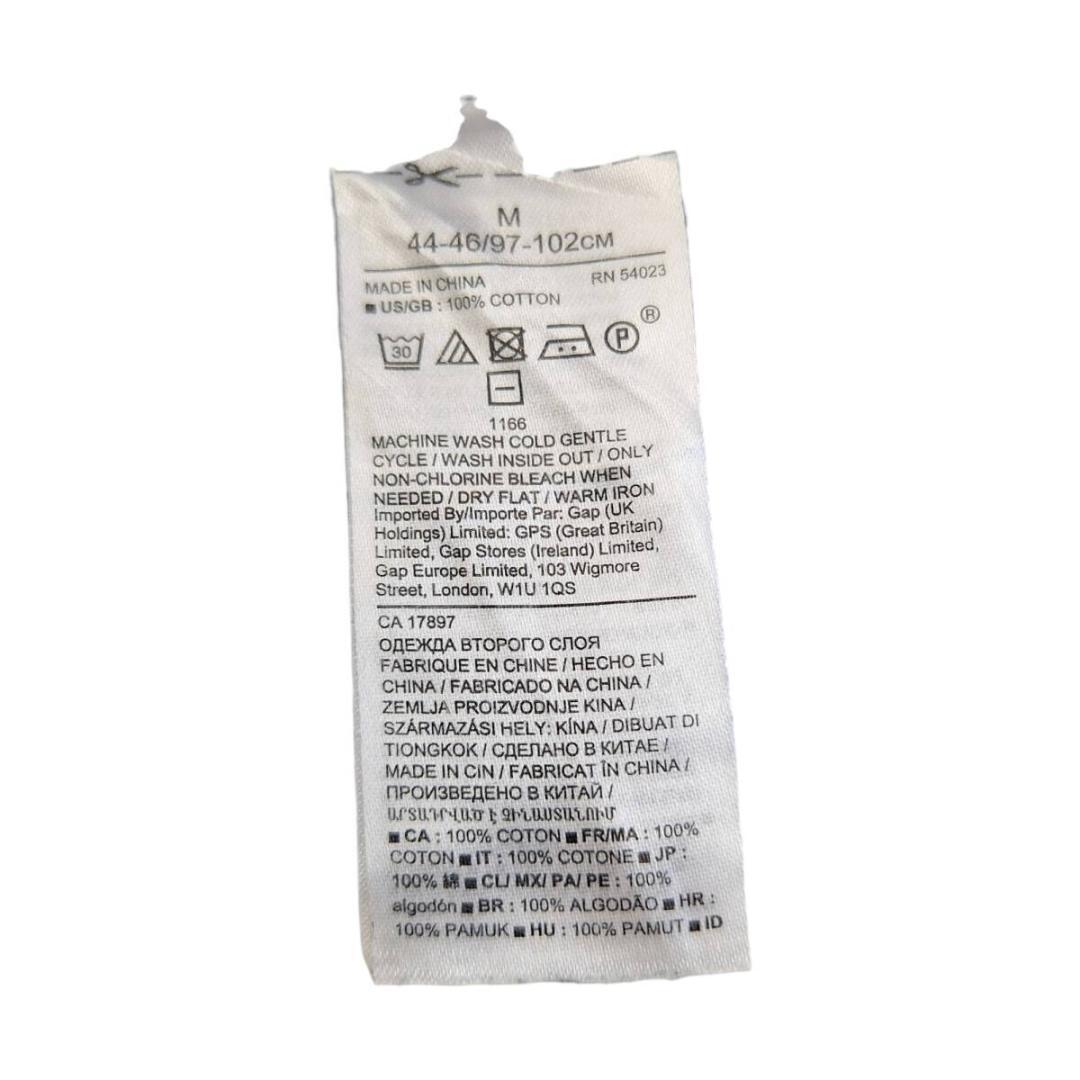 M
44-46/97-102CM
MADE IN CHINA RN 54023
■ US/GB : 100% COTTON
30 P ®
1166
MACHINE WASH COLD GENTLE
CYCLE / WASH INSIDE OUT / ONLY
NON-CHLORINE BLEACH WHEN
NEEDED / DRY FLAT / WARM IRON
Imported By/Importe Par: Gap (UK
Holdings) Limited: GPS (Great Britain)
Limited, Gap Stores (Ireland) Limited,
Gap Europe Limited, 103 Wigmore
Street, London, W1U 1QS
CA 17897
ОДЕЖДА ВТОРОГО СЛОЯ
FABRIQUE EN CHINE / HECHO EN
CHINA / FABRICADO NA CHINA /
ZEMLJA PROIZVODNJE KINA /
SZÁRMAZÁSI HELY: KÍNA / DIBUAT DI
TIONGKOK / СДЕЛАНО В КИТАЕ /
MADE IN CIN / FABRICAT ÎN CHINA /
ПРОИЗВЕДЕНО В КИТАЙ /
ԱՐՏԱԴՐՎԱԾ Է ՉԻՆԱՍՏԱՆՈՒՄ
■ CA : 100% COTON ■ FR/MA : 100%
COTON ■ IT : 100% COTONE ■ JP :
100% 綿 ■ CL/ MX/ PA/ PE : 100%
algodón ■ BR : 100% ALGODÃO ■ HR :
100% PAMUK ■ HU : 100% PAMUT ■ ID